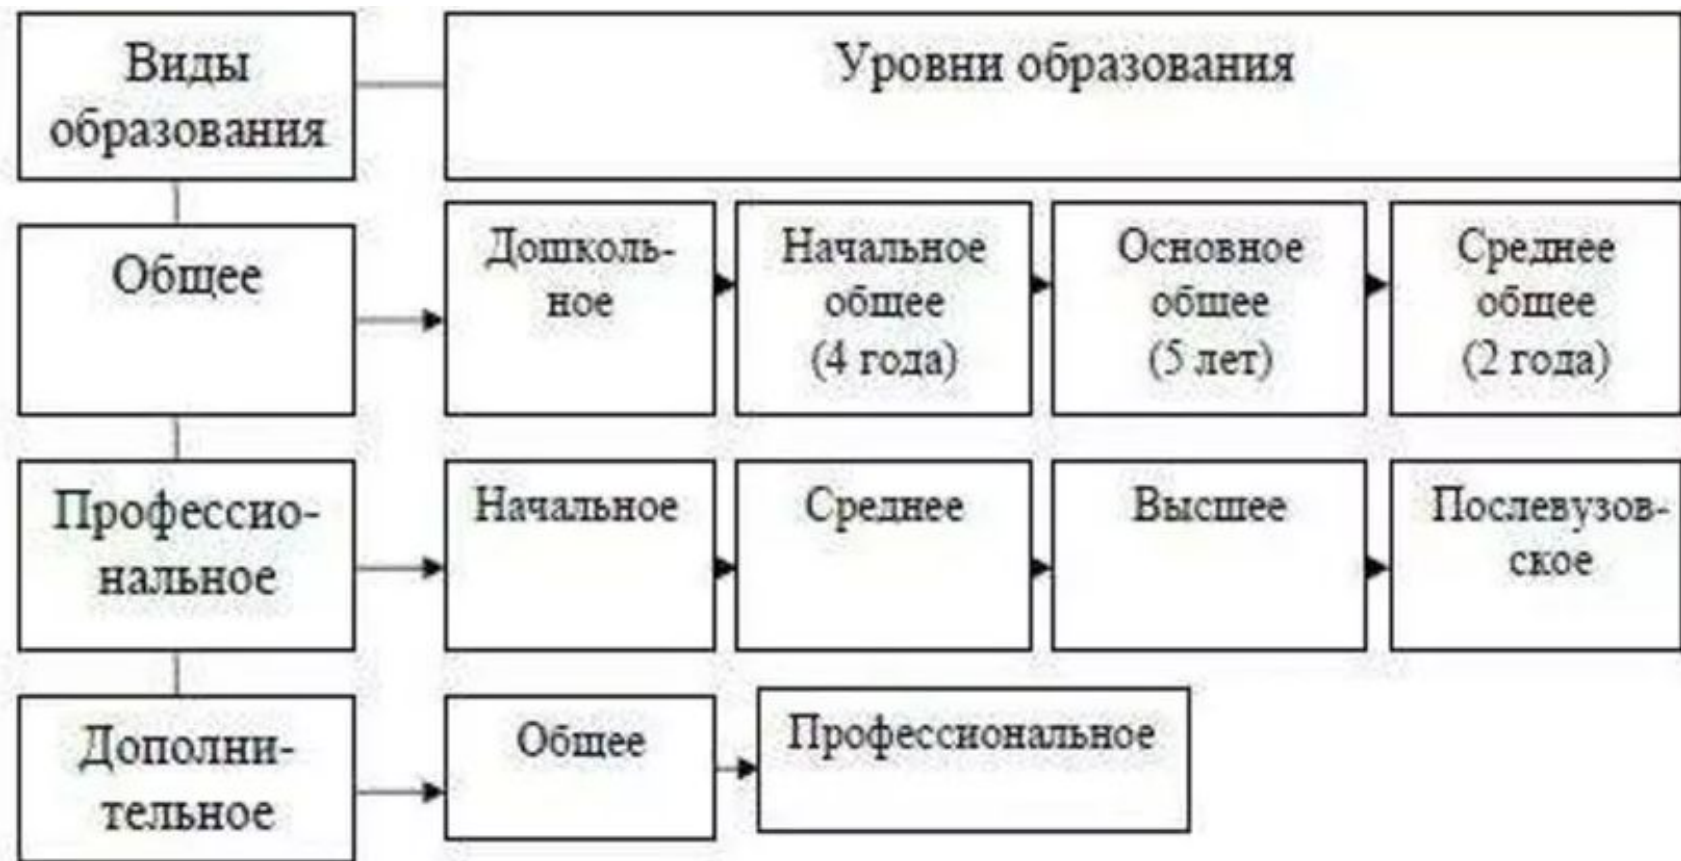 Виды
образования
Уровни образования
Общее
Дошколь-
ное
Начальное
общее
(4 года)
Основное
общее
(5 лет)
Среднее
общее
(2 года)
Профессио-
нальное
Начальное
Среднее
Высшее
Послевузов-
ское
Дополни-
тельное
Общее
Профессиональное